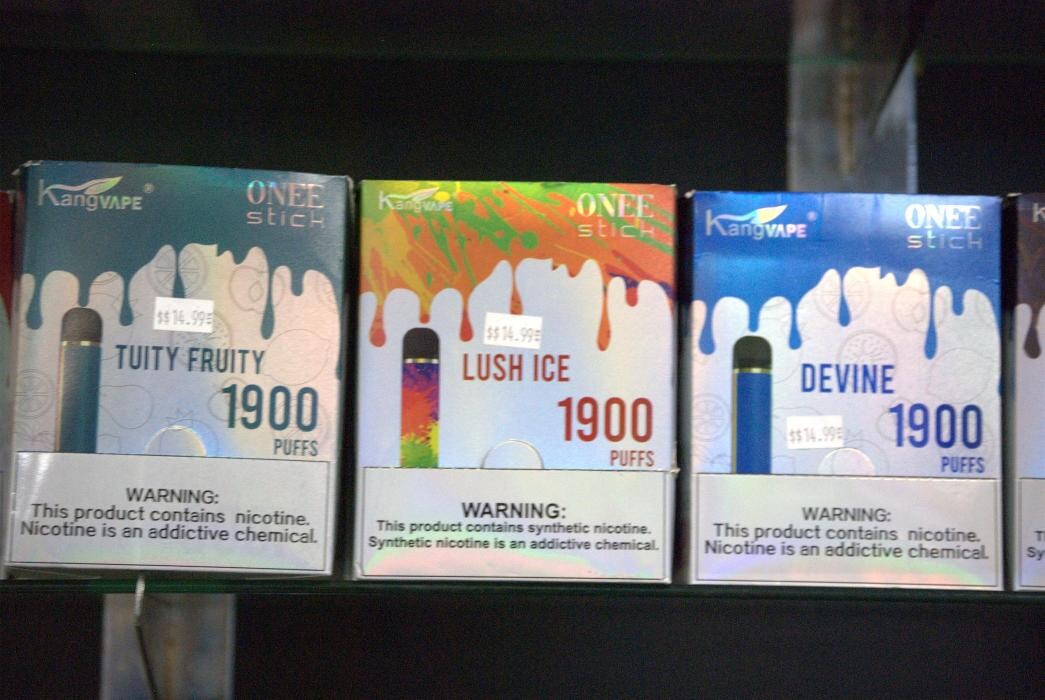 KangVAPE®
ONEE
stick
$$14.99
TUITY FRUITY
1900
PUFFS
WARNING:
This product contains nicotine.
Nicotine is an addictive chemical.
KangVAPE
ONEE
stick
$$14.99
LUSH ICE
1900
PUFFS
WARNING:
This product contains synthetic nicotine.
Synthetic nicotine is an addictive chemical.
KangVAPE®
ONEE
stick
DEVINE
$$14.99
1900
PUFFS
WARNING:
This product contains nicotine.
Nicotine is an addictive chemical.